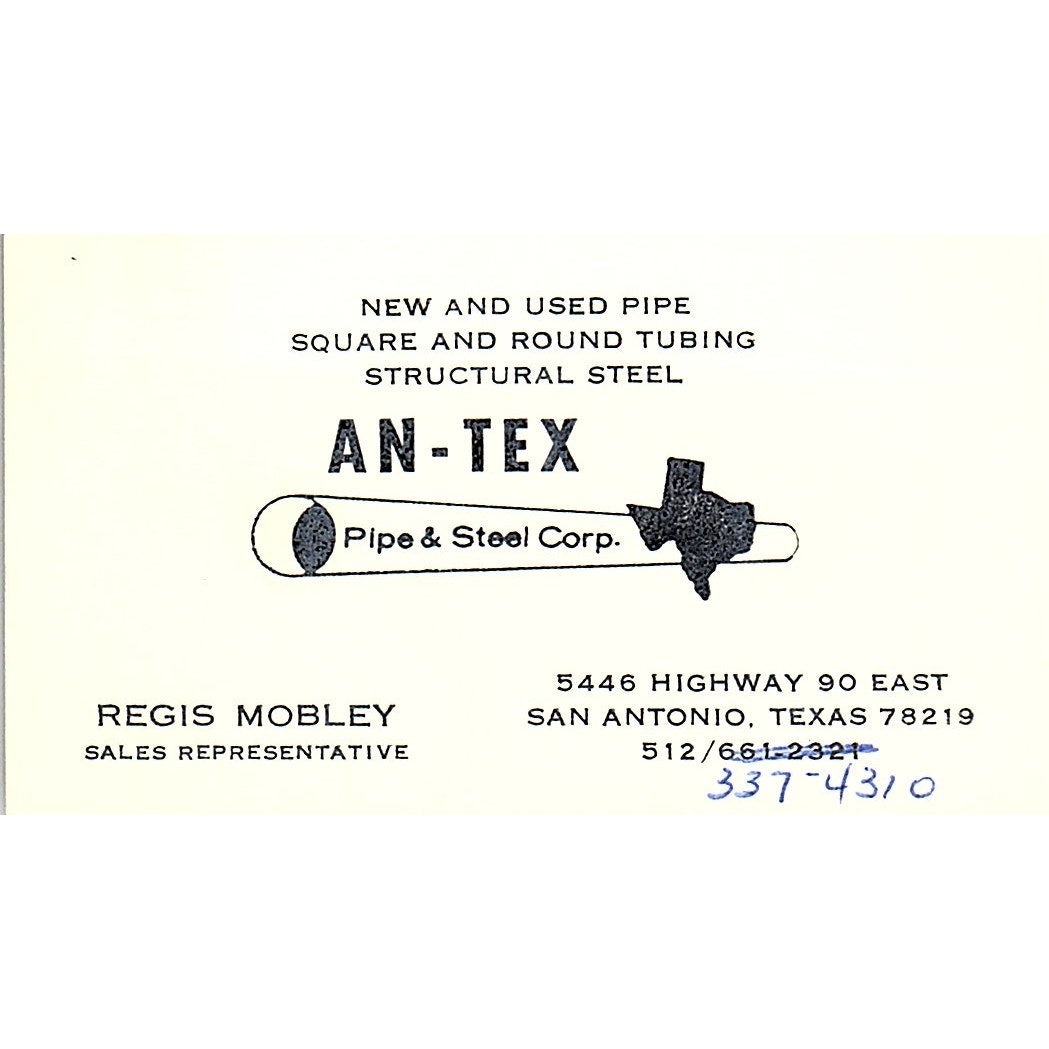 NEW AND USED PIPE
SQUARE AND ROUND TUBING
STRUCTURAL STEEL
AN-TEX
Pipe & Steel Corp.
REGIS MOBLEY
SALES REPRESENTATIVE
5446 HIGHWAY 90 EAST
SAN ANTONIO, TEXAS 78219
512/661-2321
337-4310